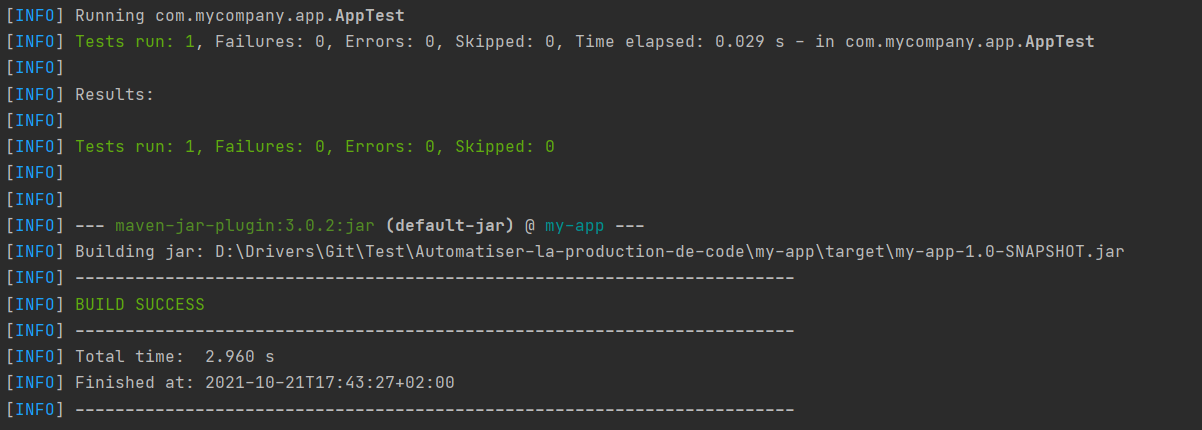 [INFO] Running com.mycompany.app.AppTest
[INFO] Tests run: 1, Failures: 0, Errors: 0, Skipped: 0, Time elapsed: 0.029 s - in com.mycompany.app.AppTest
[INFO]
[INFO] Results:
[INFO]
[INFO] Tests run: 1, Failures: 0, Errors: 0, Skipped: 0
[INFO]
[INFO]
[INFO] --- maven-jar-plugin:3.0.2:jar (default-jar) @ my-app ---
[INFO] Building jar: D:\Drivers\Git\Test\Automatiser-la-production-de-code\my-app\target\my-app-1.0-SNAPSHOT.jar
[INFO] ------------------------------------------------------------------------
[INFO] BUILD SUCCESS
[INFO] ------------------------------------------------------------------------
[INFO] Total time:  2.960 s
[INFO] Finished at: 2021-10-21T17:43:27+02:00
[INFO] ------------------------------------------------------------------------